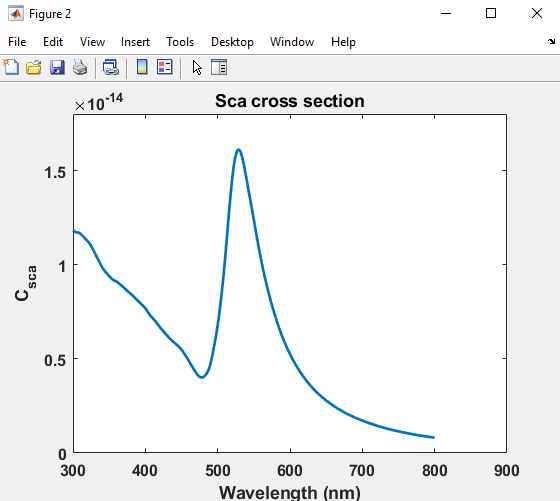 Figure 2
File Edit View Insert Tools Desktop Window Help
×10-14
Sca cross section
1.5
1
0.5
0
Csca
300 400 500 600 700 800 900
Wavelength (nm)